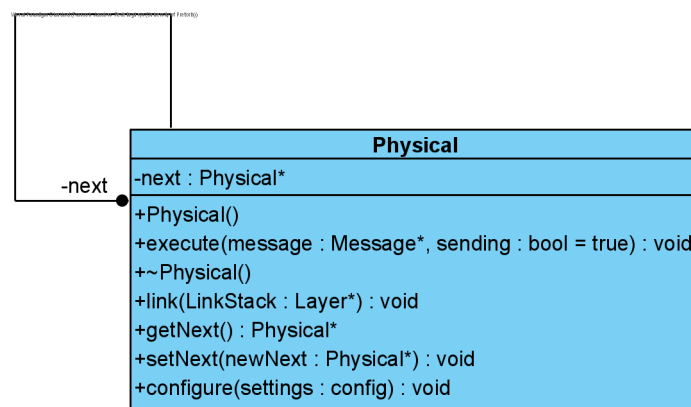 Physical
-next
-next : Physical*
+Physical()
+execute(message : Message*, sending : bool = true) : void
+~Physical()
+link(LinkStack : Layer*) : void
+getNext() : Physical*
+setNext(newNext : Physical*) : void
+configure(settings : config) : void